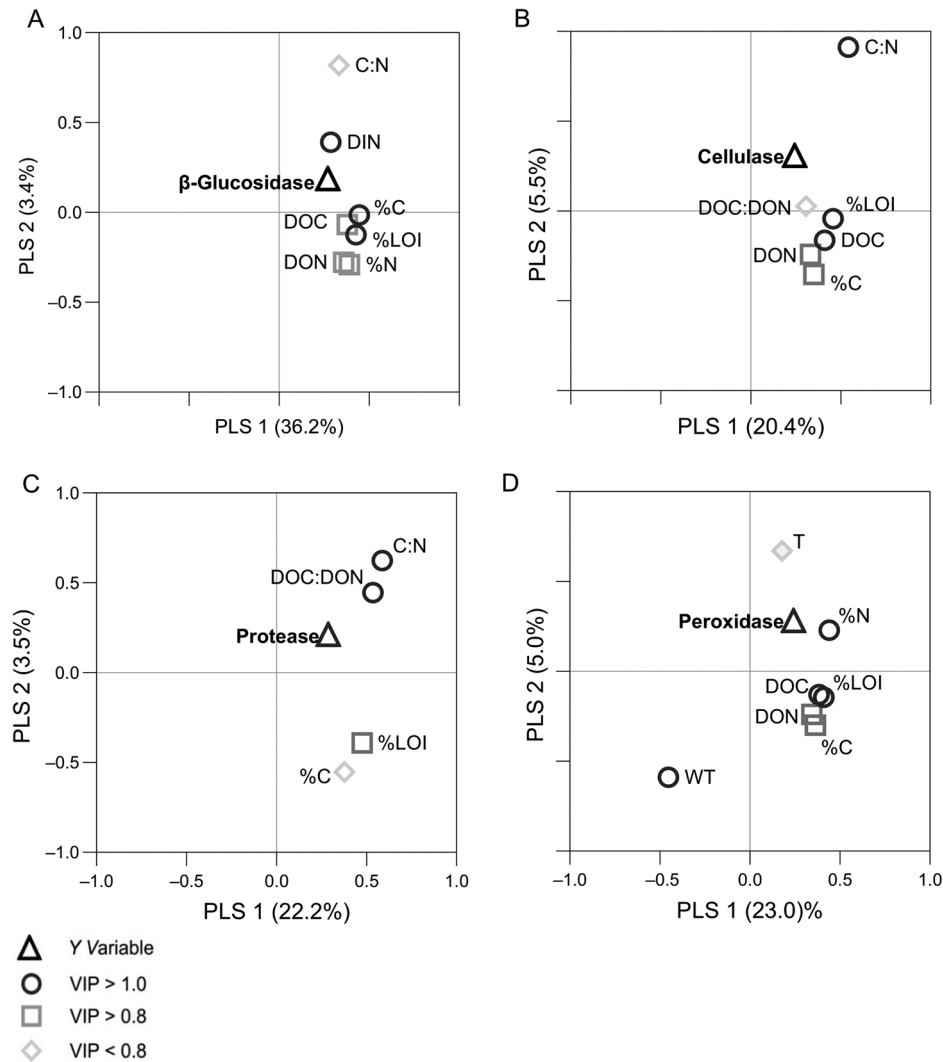 A
1.0
0.5
0.0
–0.5
–1.0
PLS 2 (3.4%)
C:N
DIN
β-Glucosidase
%C
DOC
%LOI
DON
%N
PLS 1 (36.2%)
B
PLS 2 (5.5%)
C:N
Cellulase
DOC:DON
%LOI
DOC
DON
%C
PLS 1 (20.4%)
C
1.0
0.5
0.0
–0.5
–1.0
PLS 2 (3.5%)
C:N
DOC:DON
Protease
%LOI
%C
–1.0 –0.5 0.0 0.5 1.0
PLS 1 (22.2%)
D
PLS 2 (5.0%)
T
Peroxidase
%N
DOC
%LOI
DON
%C
WT
–1.0 –0.5 0.0 0.5 1.0
PLS 1 (23.0)%
Y Variable
VIP > 1.0
VIP > 0.8
VIP < 0.8